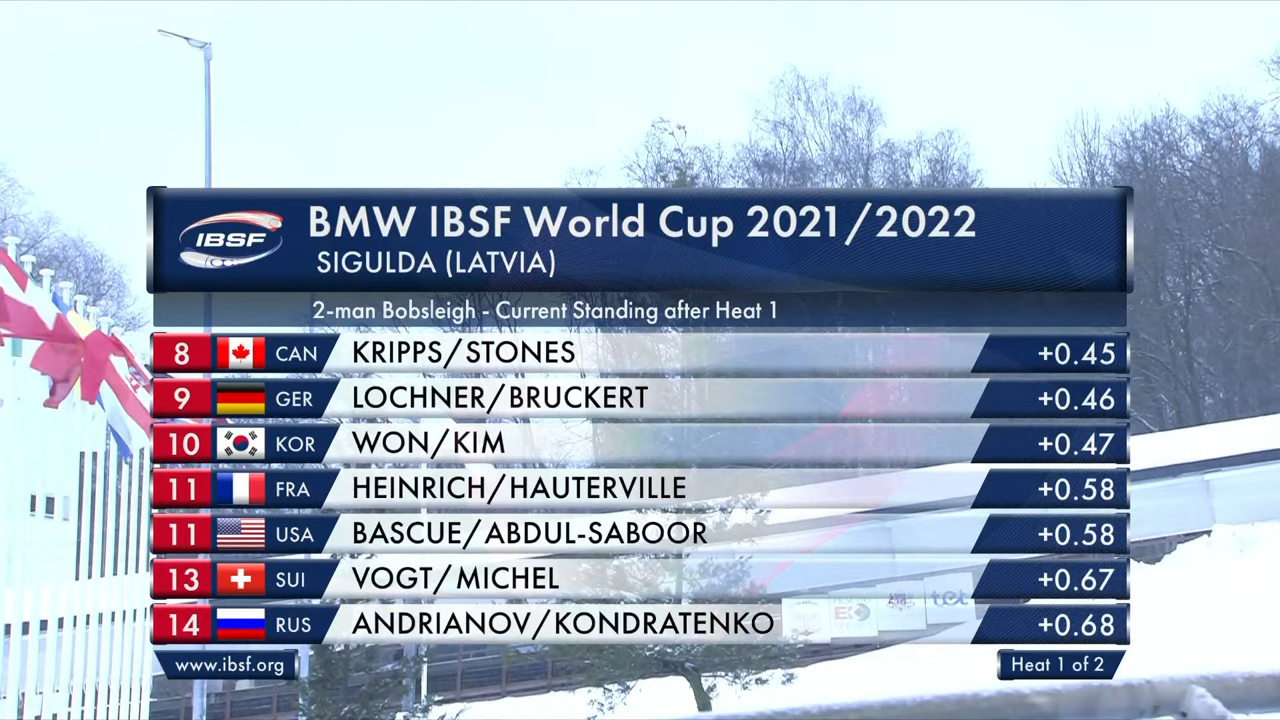 IBSF
BMW IBSF World Cup 2021/2022
SIGULDA (LATVIA)
2-man Bobsleigh - Current Standing after Heat 1
8 CAN KRIPPS/STONES +0.45
9 GER LOCHNER/BRUCKERT +0.46
10 KOR WON/KIM +0.47
11 FRA HEINRICH/HAUTERVILLE +0.58
11 USA BASCUE/ABDUL-SABOOR +0.58
13 SUI VOGT/MICHEL +0.67
14 RUS ANDRIANOV/KONDRATENKO +0.68
tet
www.ibsf.org
Heat 1 of 2